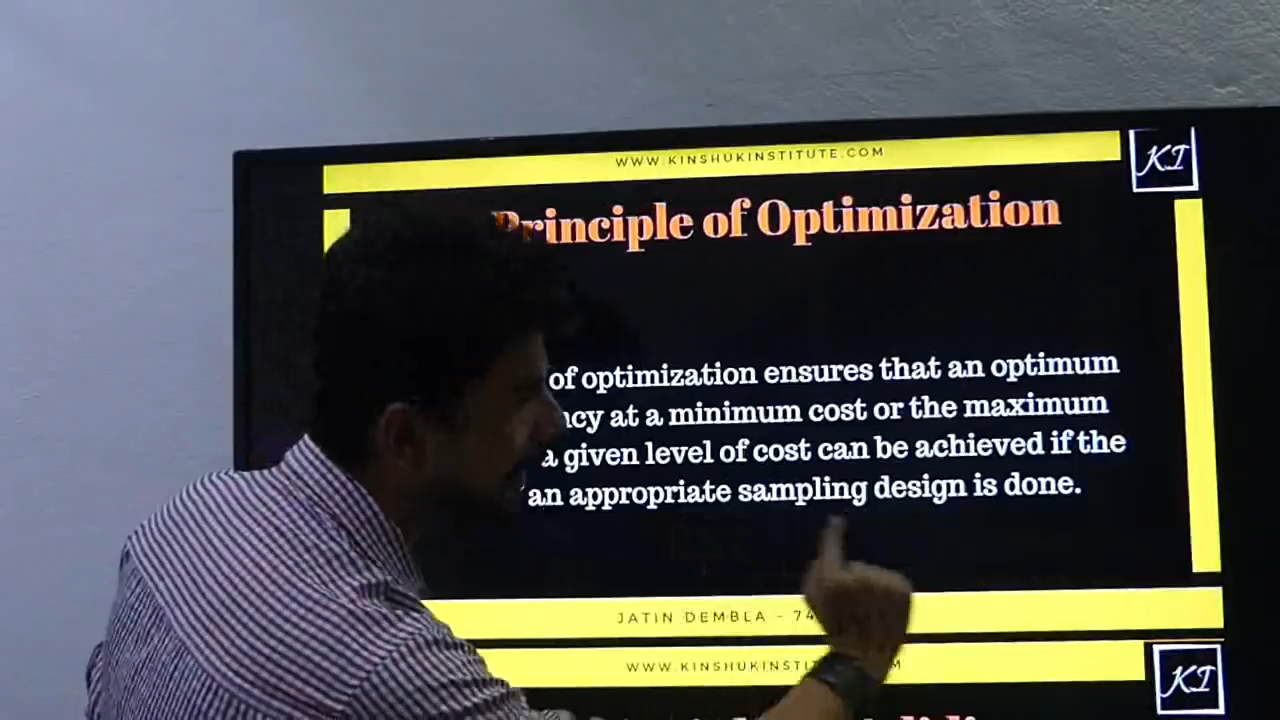 WWW.KINSHUKINSTITUTE.COM
KI
Principle of Optimization
of optimization ensures that an optimum
at a minimum cost or the maximum
a given level of cost can be achieved if the
an appropriate sampling design is done.
JATIN DEMBLA - 74
WWW.KINSHUKINSTIT
KI